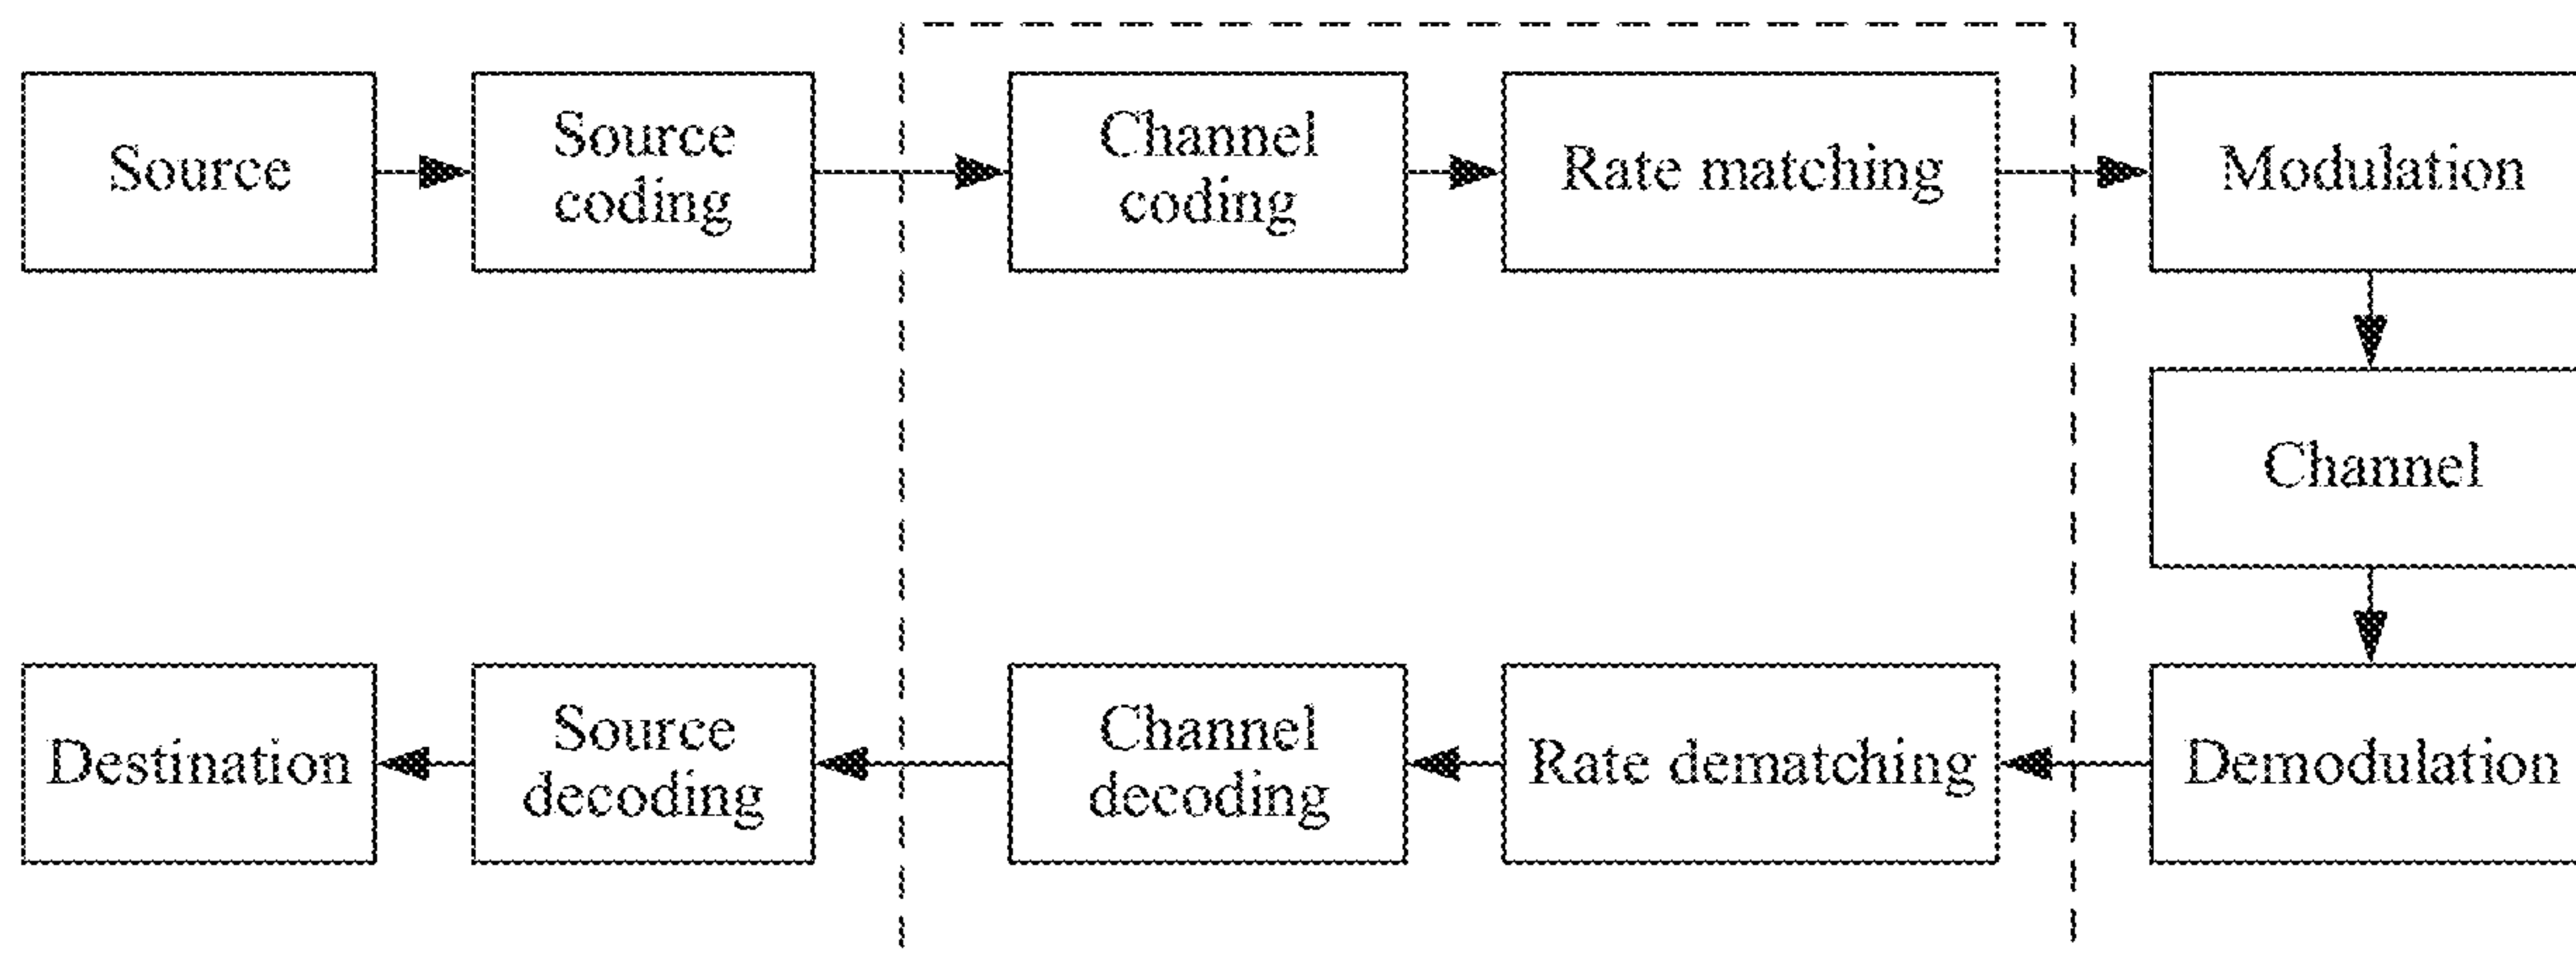 Source
Source
coding
Channel
coding
Rate matching
Modulation
Channel
Destination
Source
decoding
Channel
decoding
Rate dematching
Demodulation